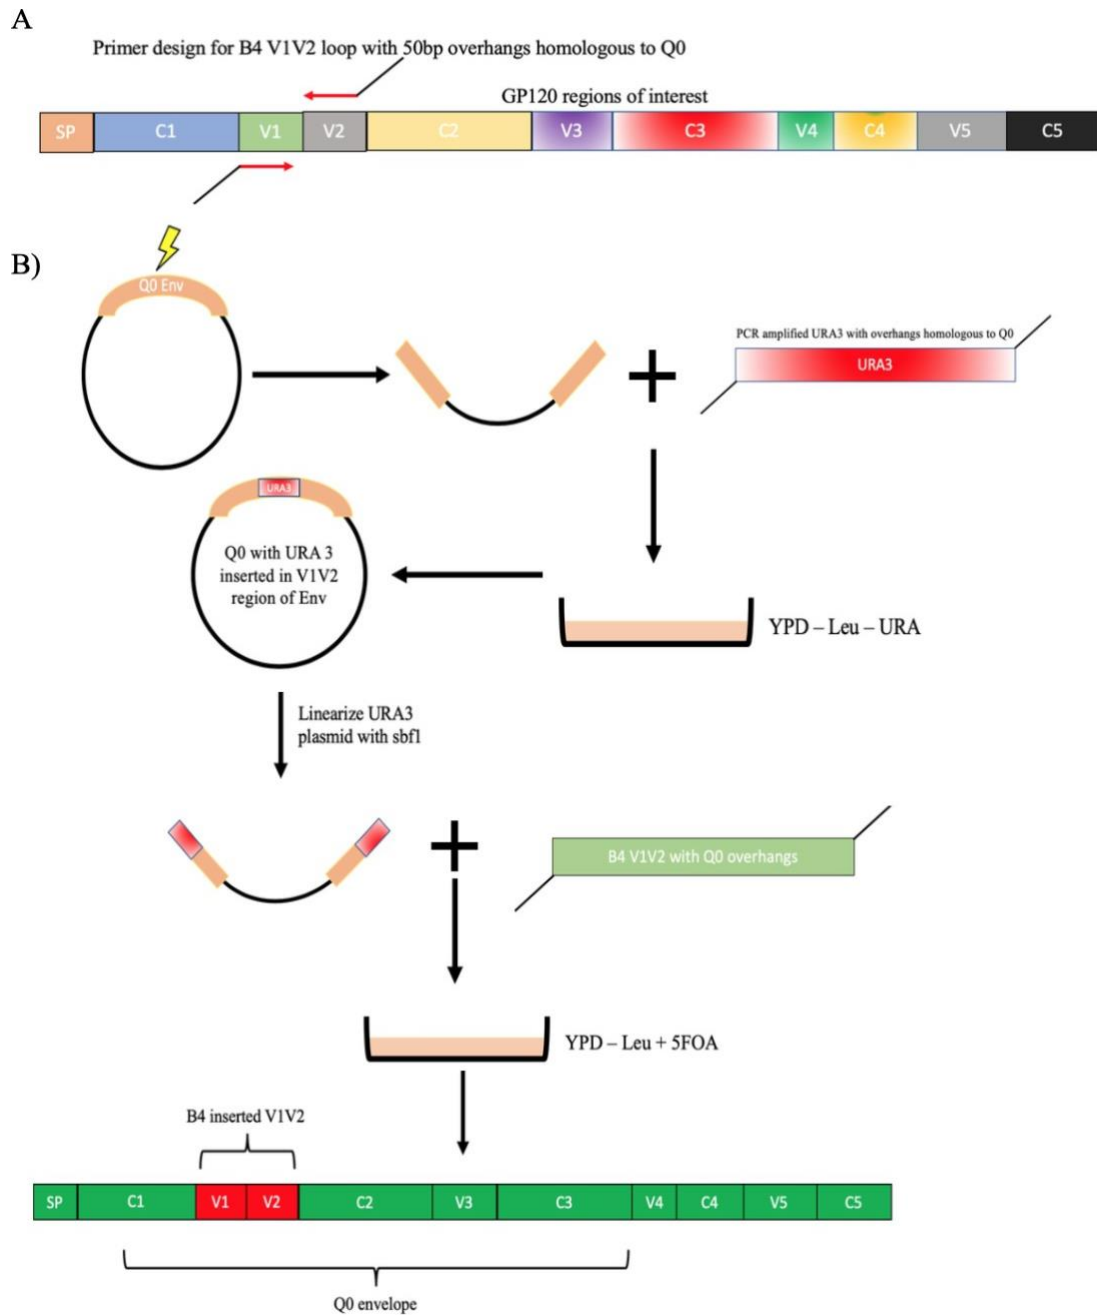 A
Primer design for B4 V1V2 loop with 50bp overhangs homologous to Q0
GP120 regions of interest
SP C1 V1 V2 C2 V3 C3 V4 C4 V5 C5
B)
Q0 Env
PCR amplified URA3 with overhangs homologous to Q0
URA3
URA3
Q0 with URA 3
inserted in V1V2
region of Env
YPD – Leu – URA
Linearize URA3
plasmid with sbf1
B4 V1V2 with Q0 overhangs
YPD – Leu + 5FOA
B4 inserted V1V2
SP C1 V1 V2 C2 V3 C3 V4 C4 V5 C5
Q0 envelope